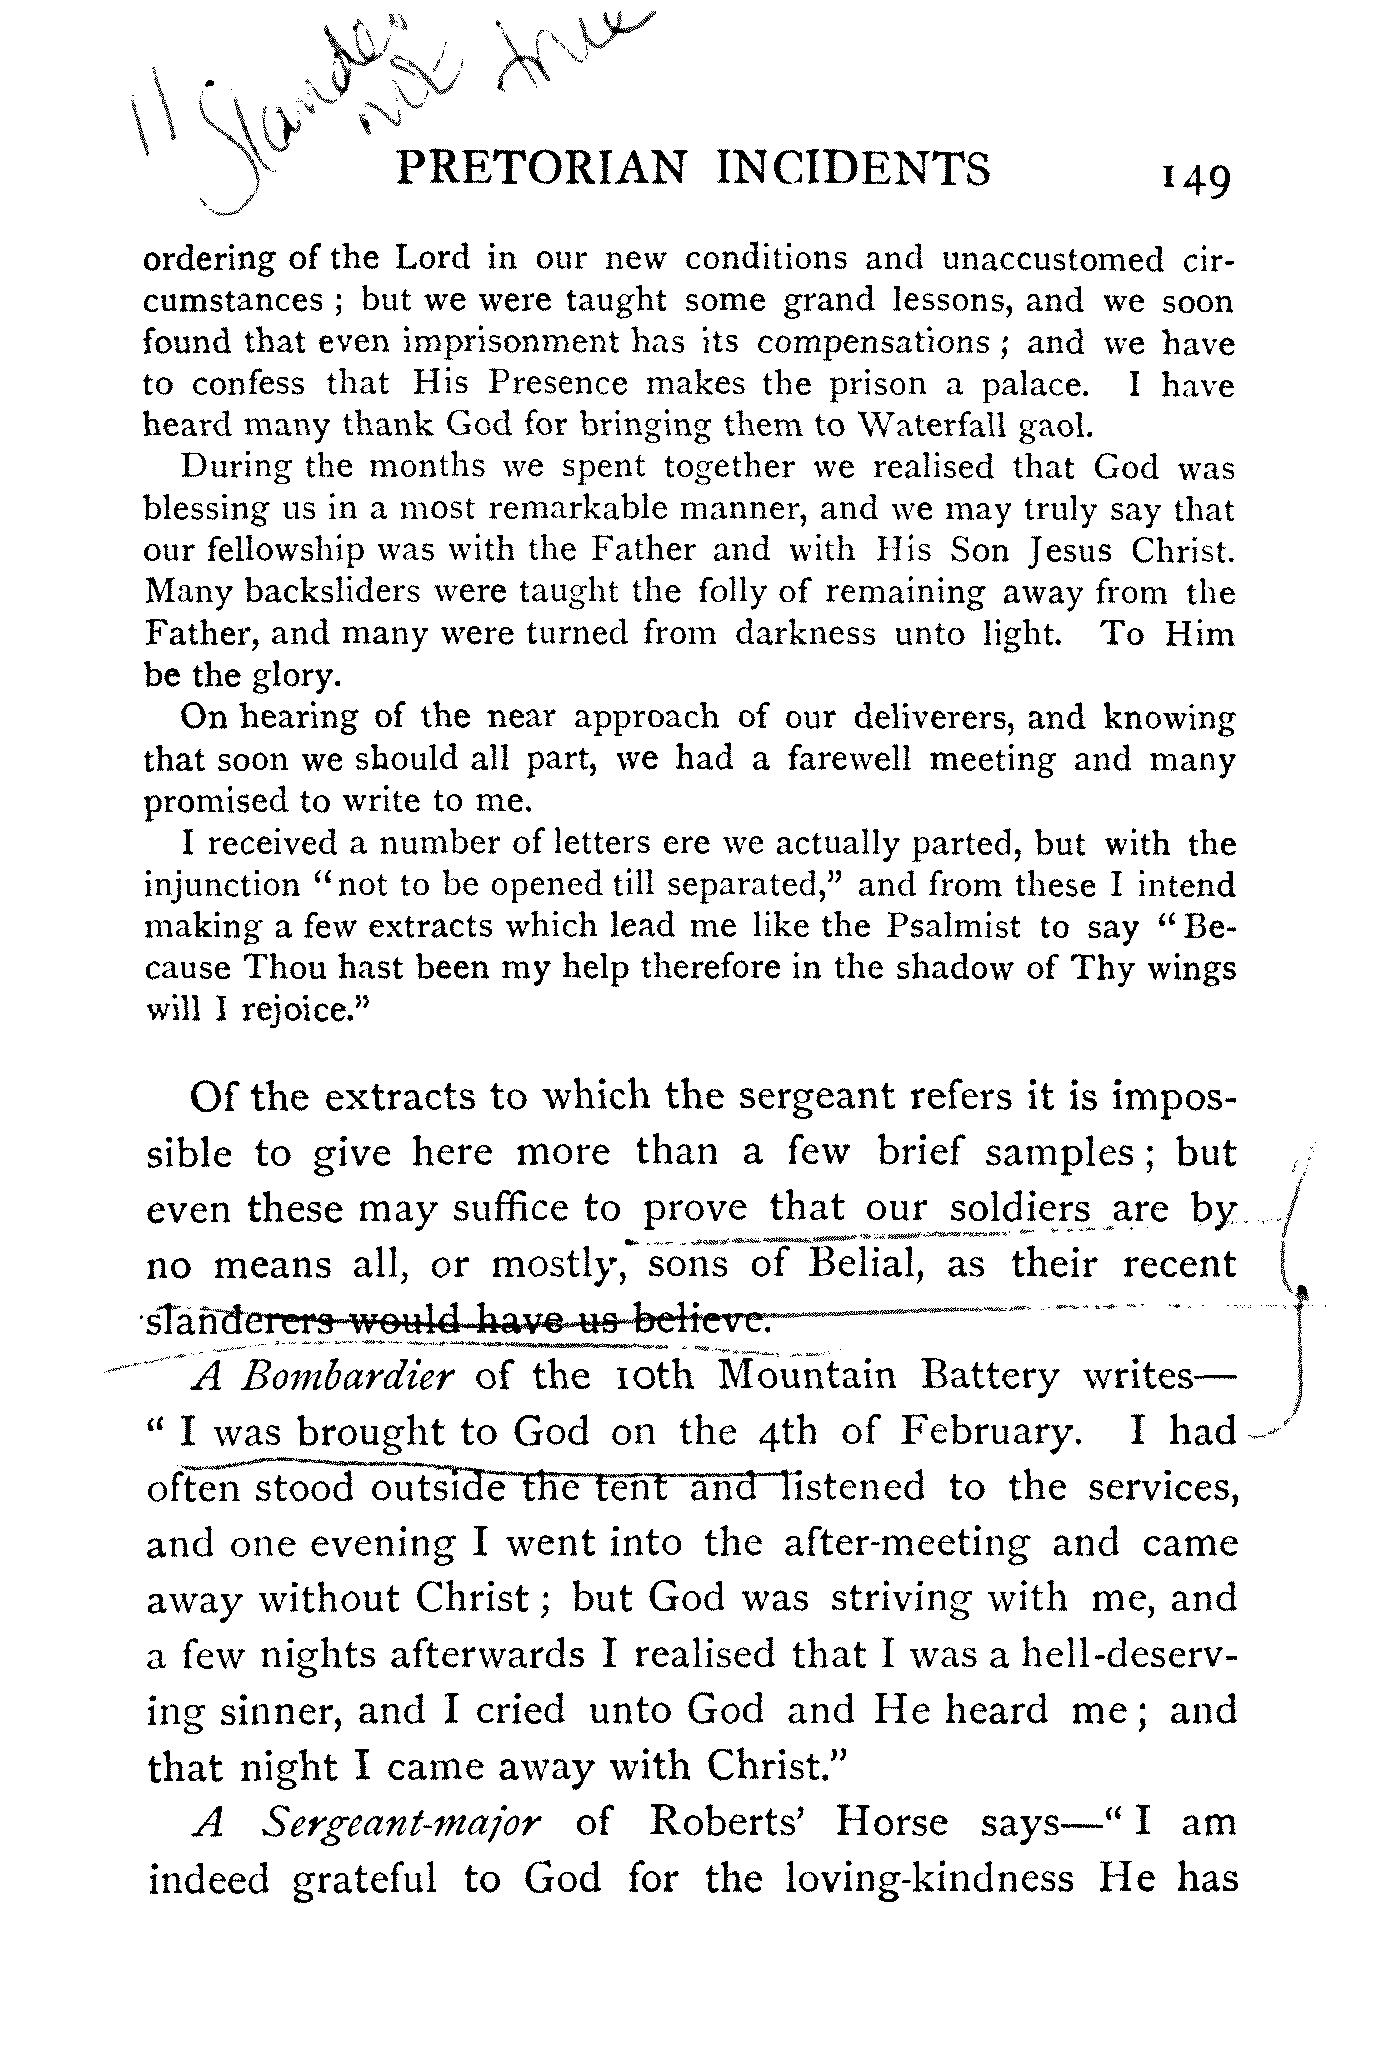 "Slander"
not true
PRETORIAN INCIDENTS 149
ordering of the Lord in our new conditions and unaccustomed cir-
cumstances ; but we were taught some grand lessons, and we soon
found that even imprisonment has its compensations ; and we have
to confess that His Presence makes the prison a palace. I have
heard many thank God for bringing them to Waterfall gaol.
During the months we spent together we realised that God was
blessing us in a most remarkable manner, and we may truly say that
our fellowship was with the Father and with His Son Jesus Christ.
Many backsliders were taught the folly of remaining away from the
Father, and many were turned from darkness unto light. To Him
be the glory.
On hearing of the near approach of our deliverers, and knowing
that soon we should all part, we had a farewell meeting and many
promised to write to me.
I received a number of letters ere we actually parted, but with the
injunction "not to be opened till separated," and from these I intend
making a few extracts which lead me like the Psalmist to say "Be-
cause Thou hast been my help therefore in the shadow of Thy wings
will I rejoice."
Of the extracts to which the sergeant refers it is impos-
sible to give here more than a few brief samples ; but
even these may suffice to prove that our soldiers are by
no means all, or mostly, sons of Belial, as their recent
slanderers would have us believe.
A Bombardier of the 10th Mountain Battery writes—
"I was brought to God on the 4th of February. I had
often stood outside the tent and listened to the services,
and one evening I went into the after-meeting and came
away without Christ ; but God was striving with me, and
a few nights afterwards I realised that I was a hell-deserv-
ing sinner, and I cried unto God and He heard me ; and
that night I came away with Christ."
A Sergeant-major of Roberts' Horse says—"I am
indeed grateful to God for the loving-kindness He has